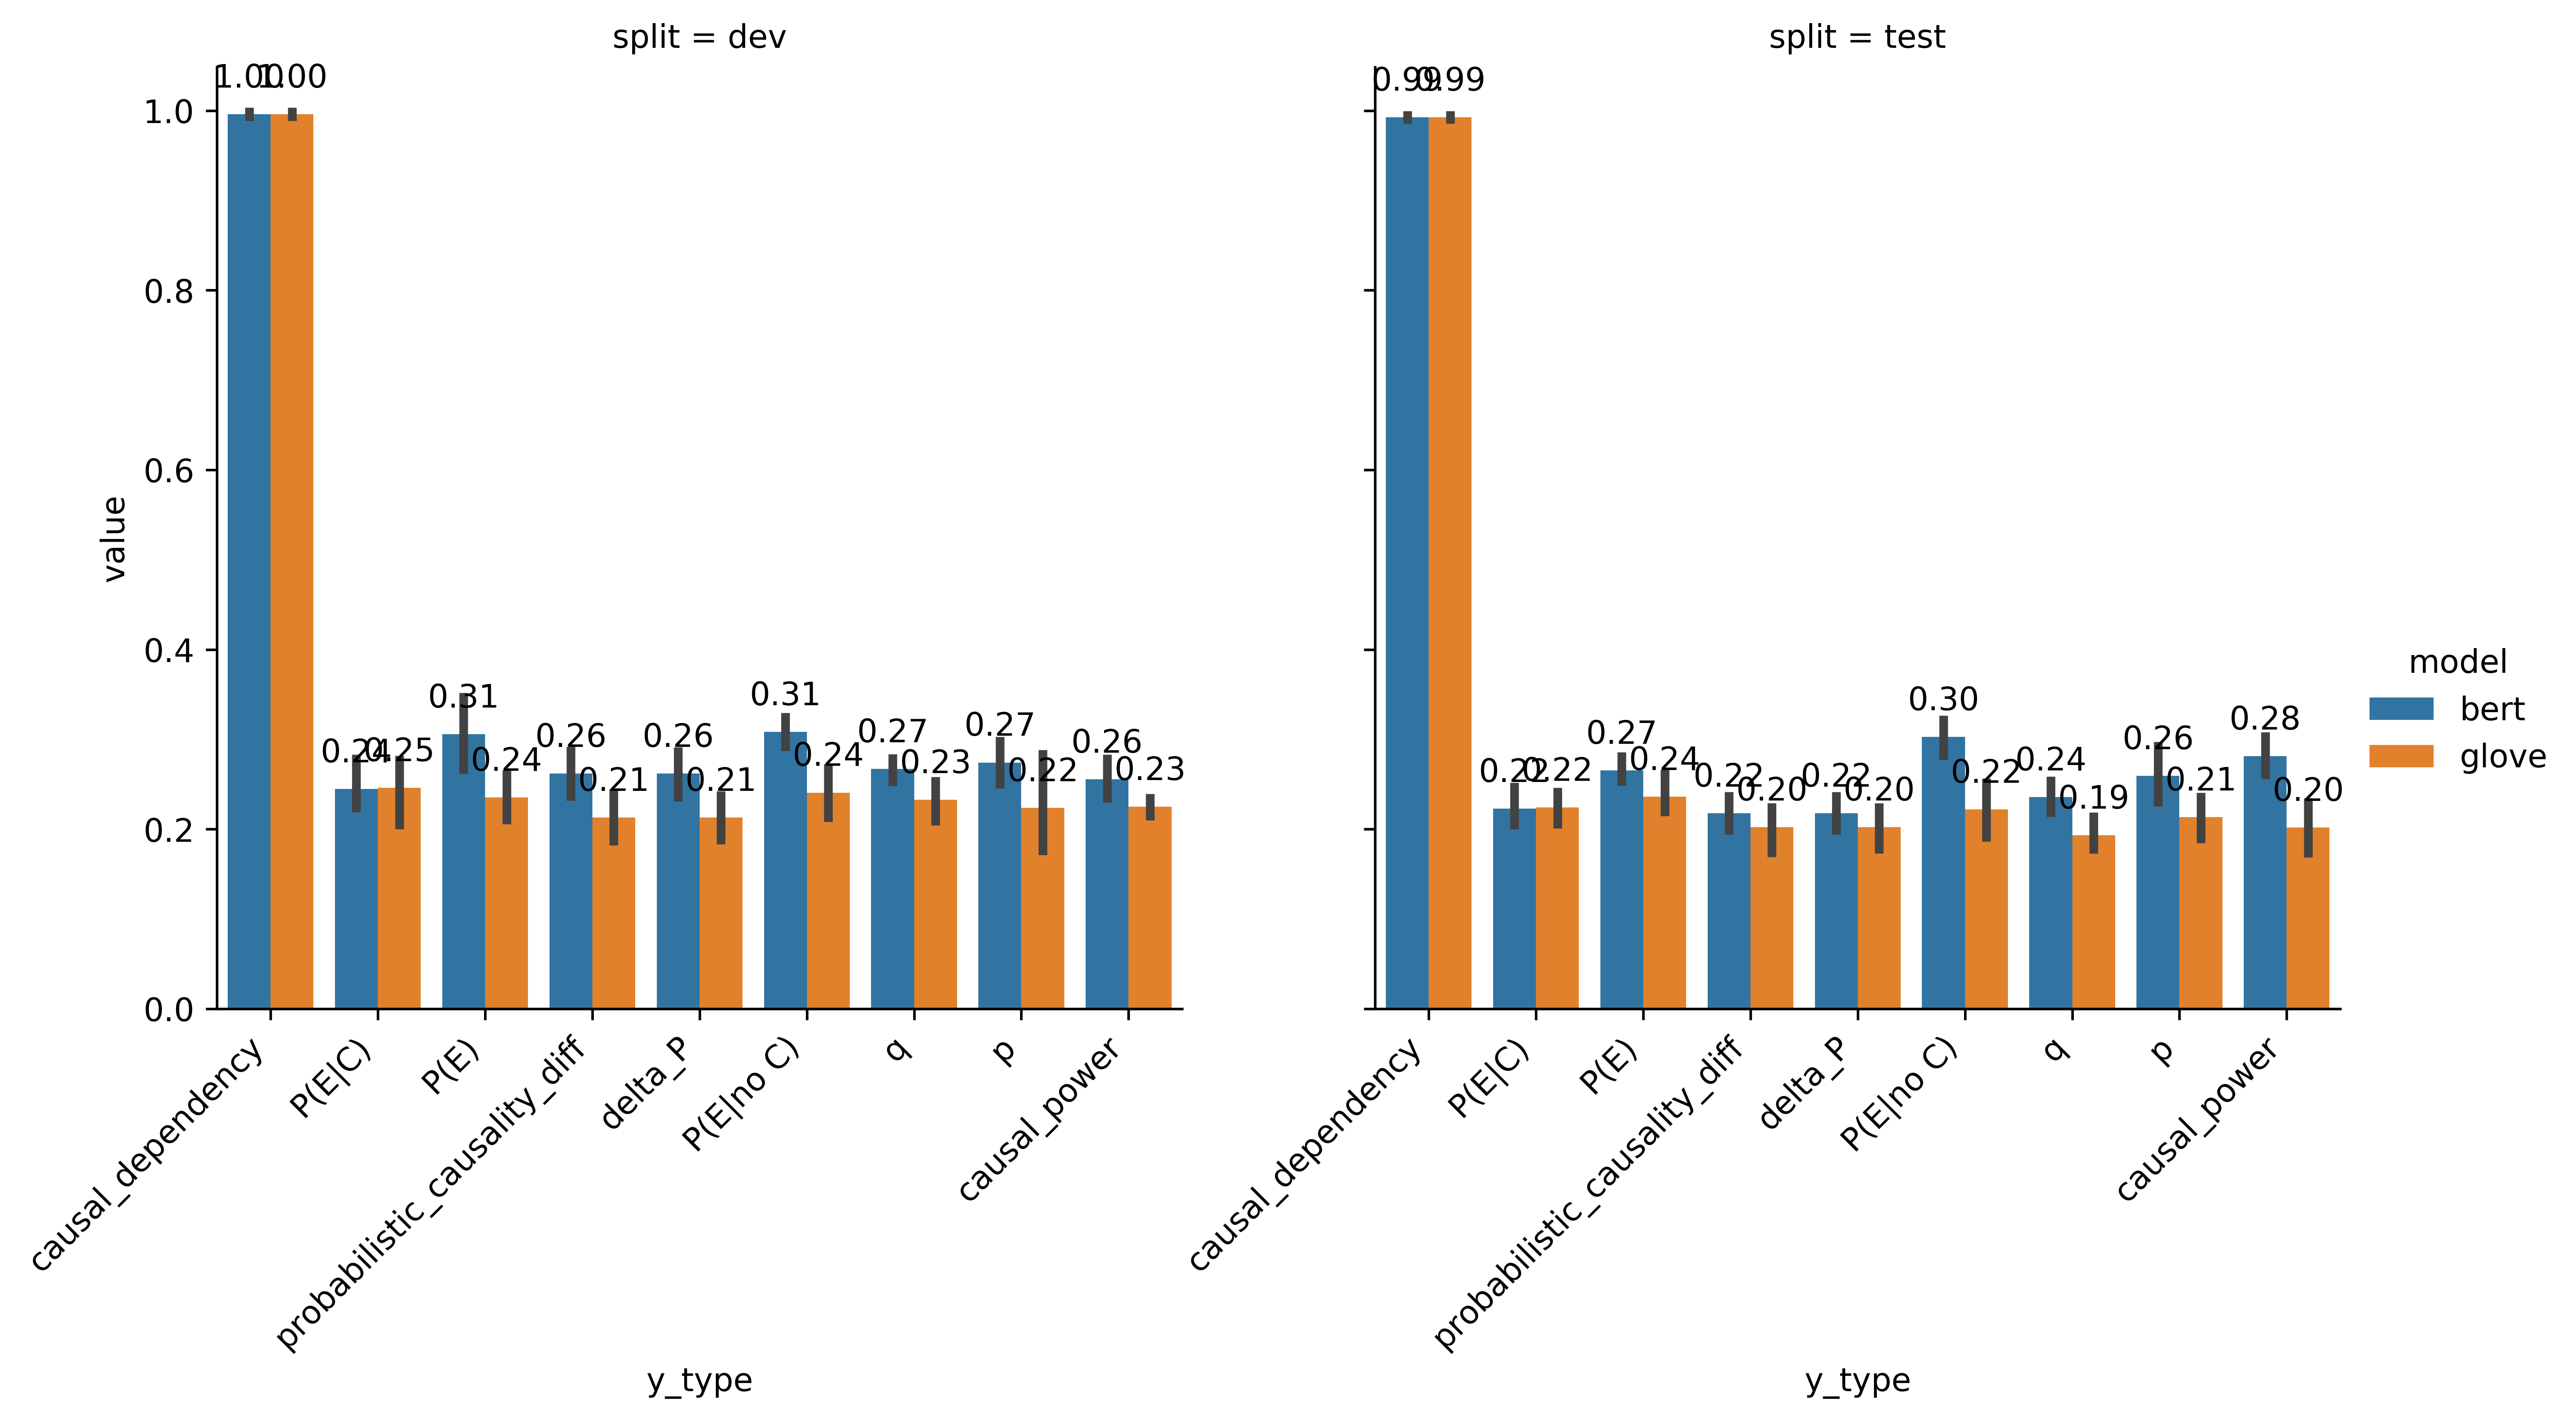 split = dev
1.00 1.00
1.0
0.8
0.6
0.4
0.2
0.0
value
0.24 0.25 0.31 0.24 0.26 0.21 0.26 0.21 0.31 0.24 0.27 0.23 0.27 0.22 0.26 0.23
causal_dependency
P(E|C)
P(E)
probabilistic_causality_diff
delta_P
P(E|no C)
q
p
causal_power
y_type
split = test
0.99 0.99
0.22 0.22 0.27 0.24 0.22 0.20 0.22 0.20 0.30 0.22 0.24 0.19 0.26 0.21 0.28 0.20
causal_dependency
P(E|C)
P(E)
probabilistic_causality_diff
delta_P
P(E|no C)
q
p
causal_power
y_type
model
bert
glove